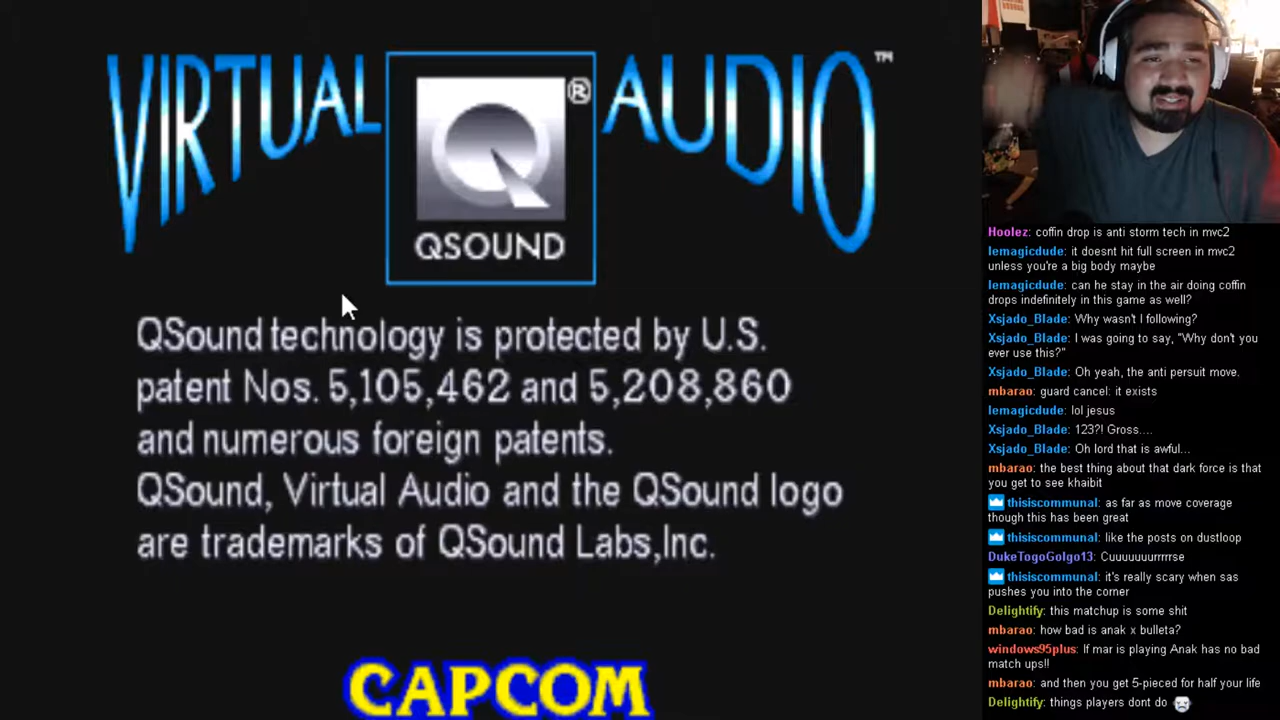 VIRTUAL QSOUND ® AUDIO ™
QSound technology is protected by U.S.
patent Nos. 5,105,462 and 5,208,860
and numerous foreign patents.
QSound, Virtual Audio and the QSound logo
are trademarks of QSound Labs,Inc.
CAPCOM
Hoolez: coffin drop is anti storm tech in mvc2
lemagicdude: it doesnt hit full screen in mvc2
unless you're a big body maybe
lemagicdude: can he stay in the air doing coffin
drops indefinitely in this game as well?
Xsjado_Blade: Why wasn't I following?
Xsjado_Blade: I was going to say, "Why don't you
ever use this?"
Xsjado_Blade: Oh yeah, the anti persuit move.
mbarao: guard cancel: it exists
lemagicdude: lol jesus
Xsjado_Blade: 123?! Gross....
Xsjado_Blade: Oh lord that is awful...
mbarao: the best thing about that dark force is that
you get to see khaibit
thisiscommunal: as far as move coverage
though this has been great
thisiscommunal: like the posts on dustloop
DukeTogoGolgo13: Cuuuuuurrrrrse
thisiscommunal: it's really scary when sas
pushes you into the corner
Delightify: this matchup is some shit
mbarao: how bad is anak x bulleta?
windows95plus: If mar is playing Anak has no bad
match ups!!
mbarao: and then you get 5-pieced for half your life
Delightify: things players dont do